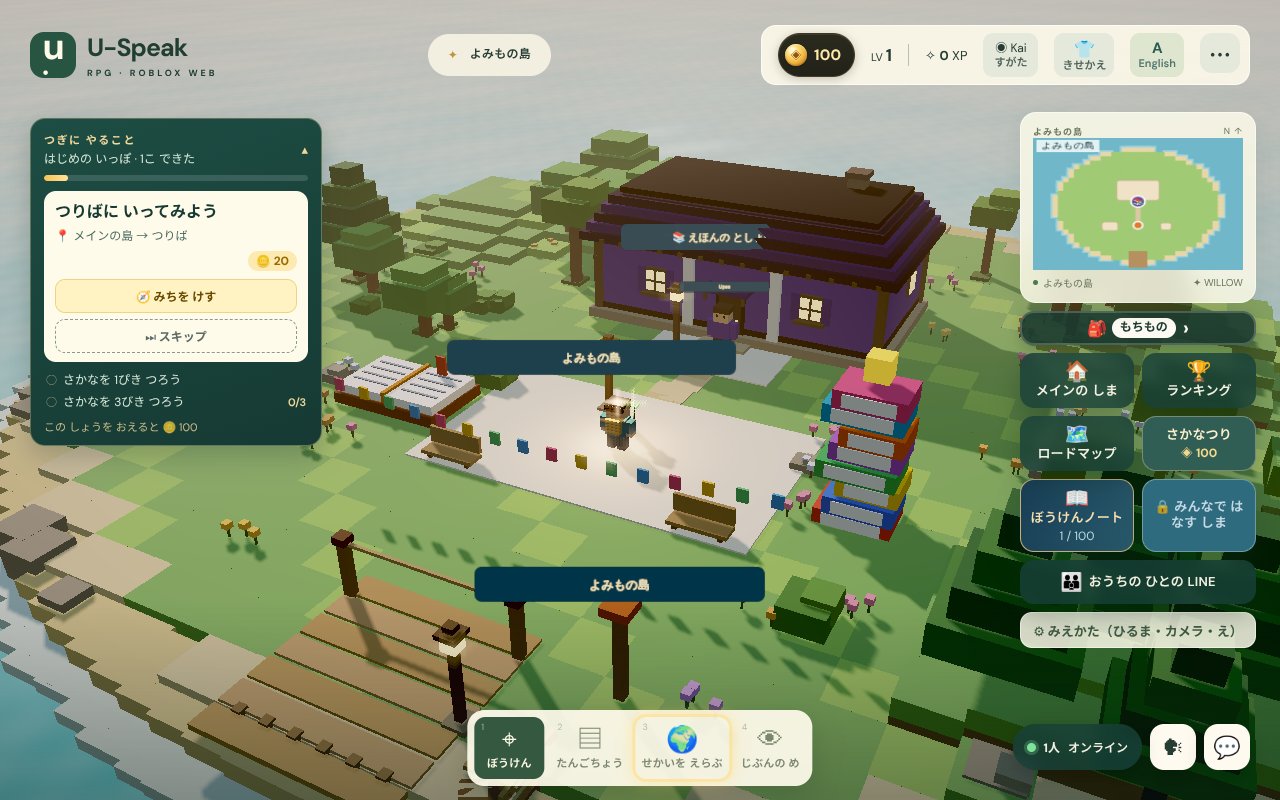 u
U-Speak
RPG · ROBLOX WEB
✦ よみもの島
100
LV 1
✧ 0 XP
◉ Kai
すがた
きせかえ
A
English
•••
つぎに やること
はじめの いっぽ · 1こ できた
▲
つりばに いってみよう
📍 メインの島 → つりば
🪙 20
🧭 みちを けす
⏭ スキップ
さかなを 1ぴき つろう
さかなを 3びき つろう 0/3
この しょうを おえると 🪙 100
よみもの島 N ↑
よみもの島
よみもの島 ✦ WILLOW
🎒 もちもの ›
🏠
メインの しま
🏆
ランキング
🗺️
ロードマップ
さかなつり
◈ 100
📖
ぼうけんノート
1 / 100
🔒 みんなで は
なす しま
👪 おうちの ひとの LINE
⚙ みえかた（ひるま・カメラ・え）
📚 えほんの とし
よみもの島
よみもの島
1
ぼうけん
2
たんごちょう
3
せかいを えらぶ
4
じぶんの め
1人 オンライン